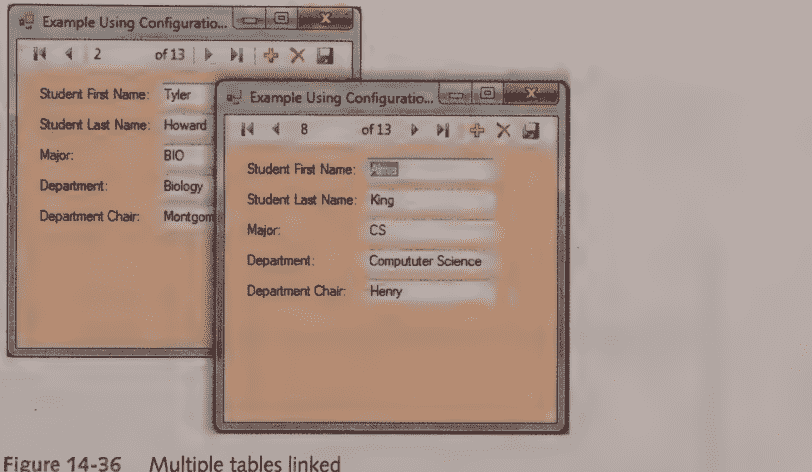 Example Using Configuratio...
2 of 13
Student First Name: Tyler
Student Last Name: Howard
Major: BIO
Department: Biology
Department Chair: Montgom
Example Using Configuratio...
8 of 13
Student First Name:
Student Last Name: King
Major: CS
Department: Compututer Science
Department Chair: Henry
Figure 14-36 Multiple tables linked